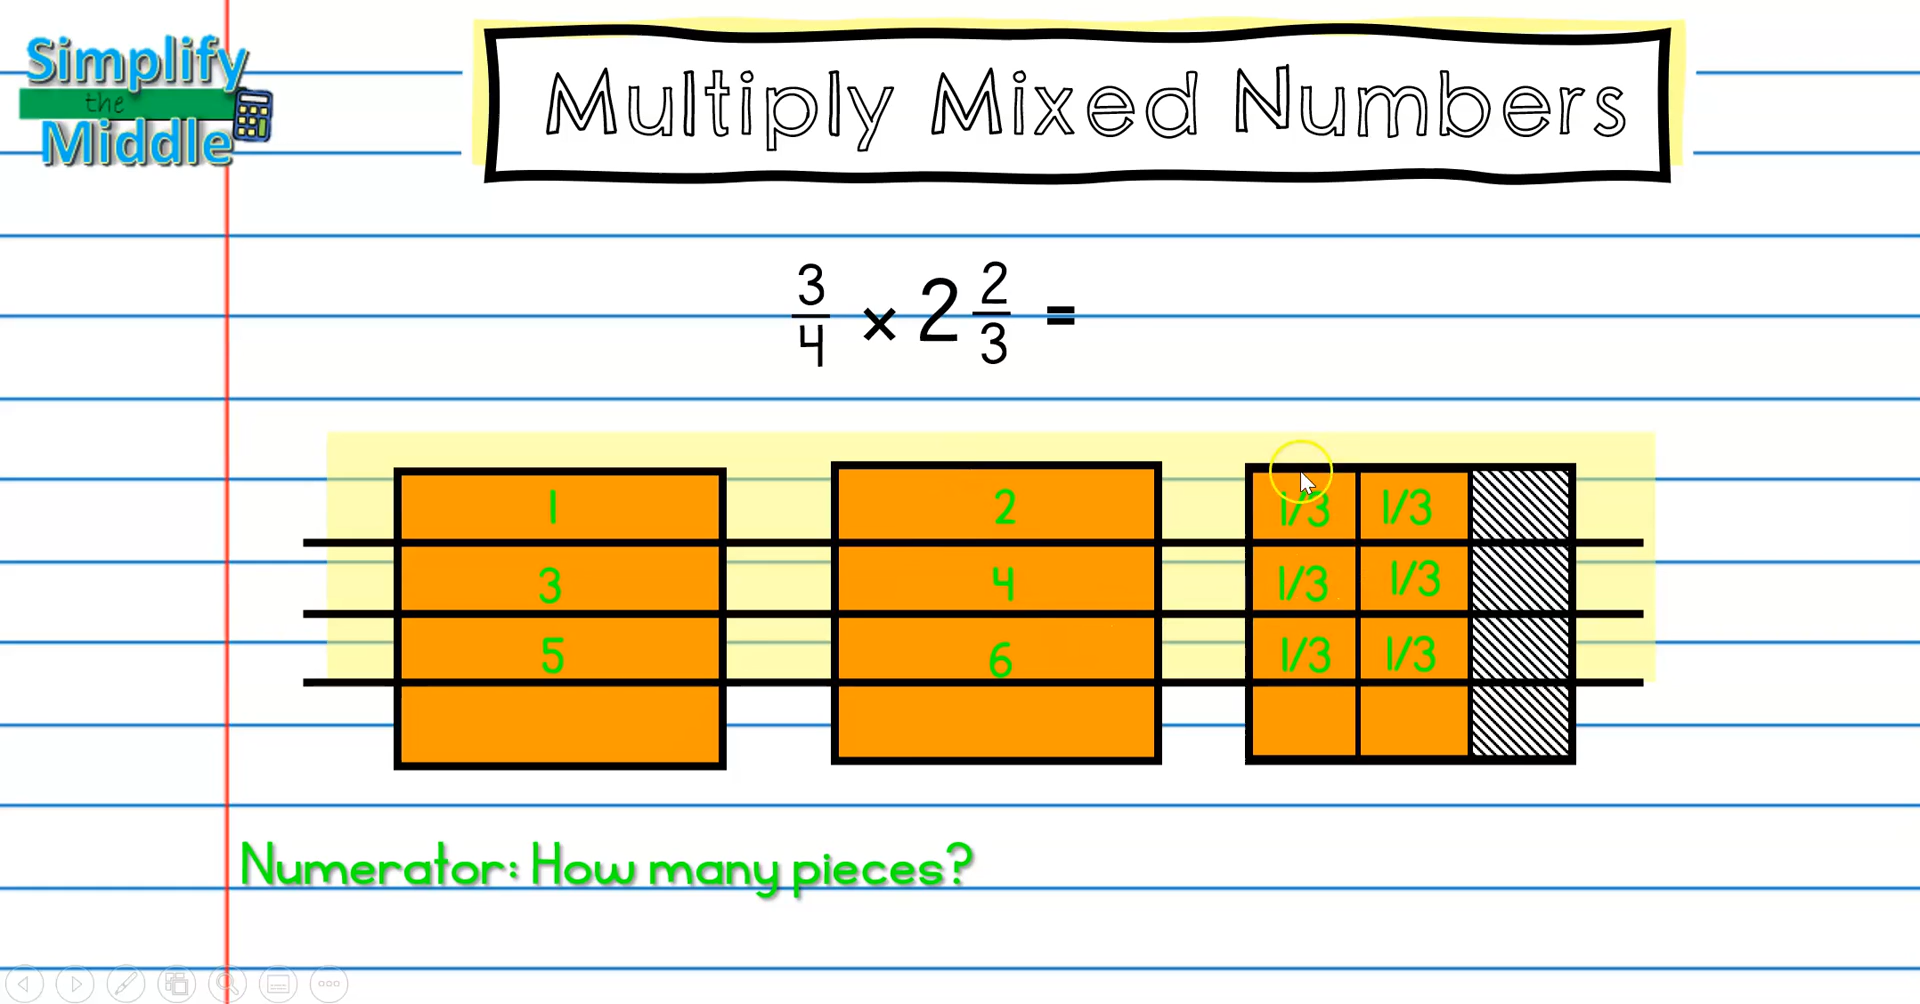 Simplify
the
Middle
Multiply Mixed Numbers
3/4 × 2 2/3 =
1 2 1/3 1/3
3 4 1/3 1/3
5 6 1/3 1/3
Numerator: How many pieces?